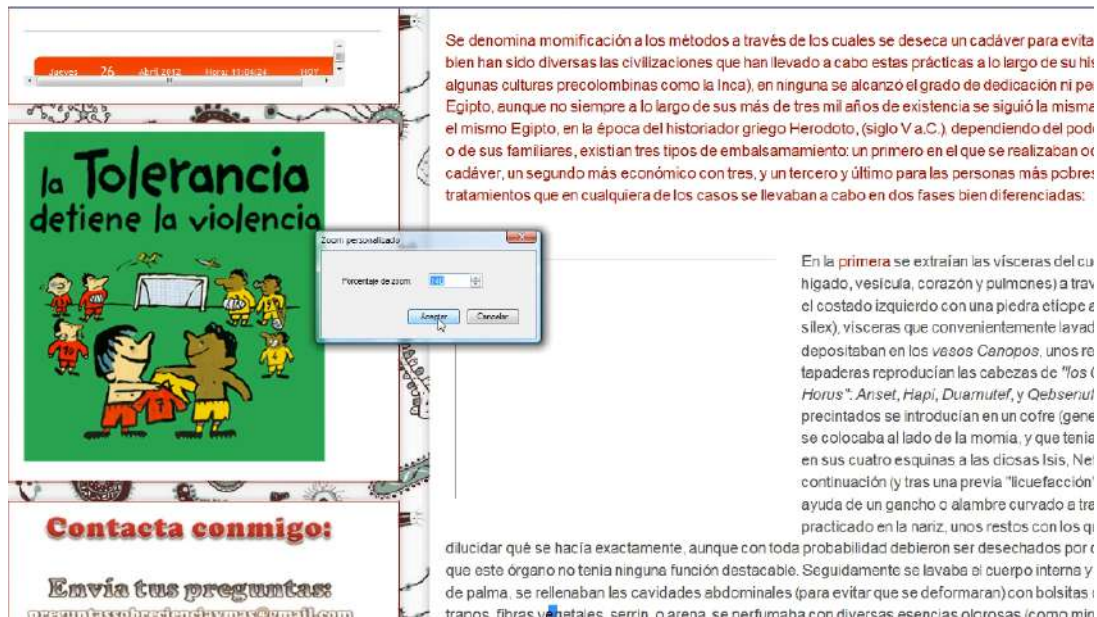 Jueves 26 Abril 2012 Hora: 11:04:24 HOY
la Tolerancia
detiene la violencia
Contacta conmigo:
Envía tus preguntas:
preguntassobrecienciaymas@gmail.com
Zoom personalizado
Porcentaje de zoom:
Aceptar Cancelar
Se denomina momificación a los métodos a través de los cuales se deseca un cadáver para evita
bien han sido diversas las civilizaciones que han llevado a cabo estas prácticas a lo largo de su his
algunas culturas precolombinas como la Inca), en ninguna se alcanzó el grado de dedicación ni pe
Egipto, aunque no siempre a lo largo de sus más de tres mil años de existencia se siguió la misma
el mismo Egipto, en la época del historiador griego Herodoto, (siglo V a.C.), dependiendo del pod
o de sus familiares, existían tres tipos de embalsamamiento: un primero en el que se realizaban oc
cadáver, un segundo más económico con tres, y un tercero y último para las personas más pobres
tratamientos que en cualquiera de los casos se llevaban a cabo en dos fases bien diferenciadas:
En la primera se extraían las vísceras del cu
hígado, vesícula, corazón y pulmones) a trav
el costado izquierdo con una piedra etíope a
sílex), vísceras que convenientemente lavad
depositaban en los vasos Canopos, unos re
tapaderas reproducían las cabezas de "los
Horus": Anset, Hapi, Duamutef, y Qebsenuf
precintados se introducían en un cofre (gene
se colocaba al lado de la momia, y que tenía
en sus cuatro esquinas a las diosas Isis, Nef
continuación (y tras una previa "licuefacción"
ayuda de un gancho o alambre curvado a tra
practicado en la nariz, unos restos con los q
dilucidar qué se hacía exactamente, aunque con toda probabilidad debieron ser desechados por
que este órgano no tenía ninguna función destacable. Seguidamente se lavaba el cuerpo interna y
de palma, se rellenaban las cavidades abdominales (para evitar que se deformaran) con bolsitas
trapos, fibras vegetales, serrín, o arena, se perfumaba con diversas esencias olorosas (como mir